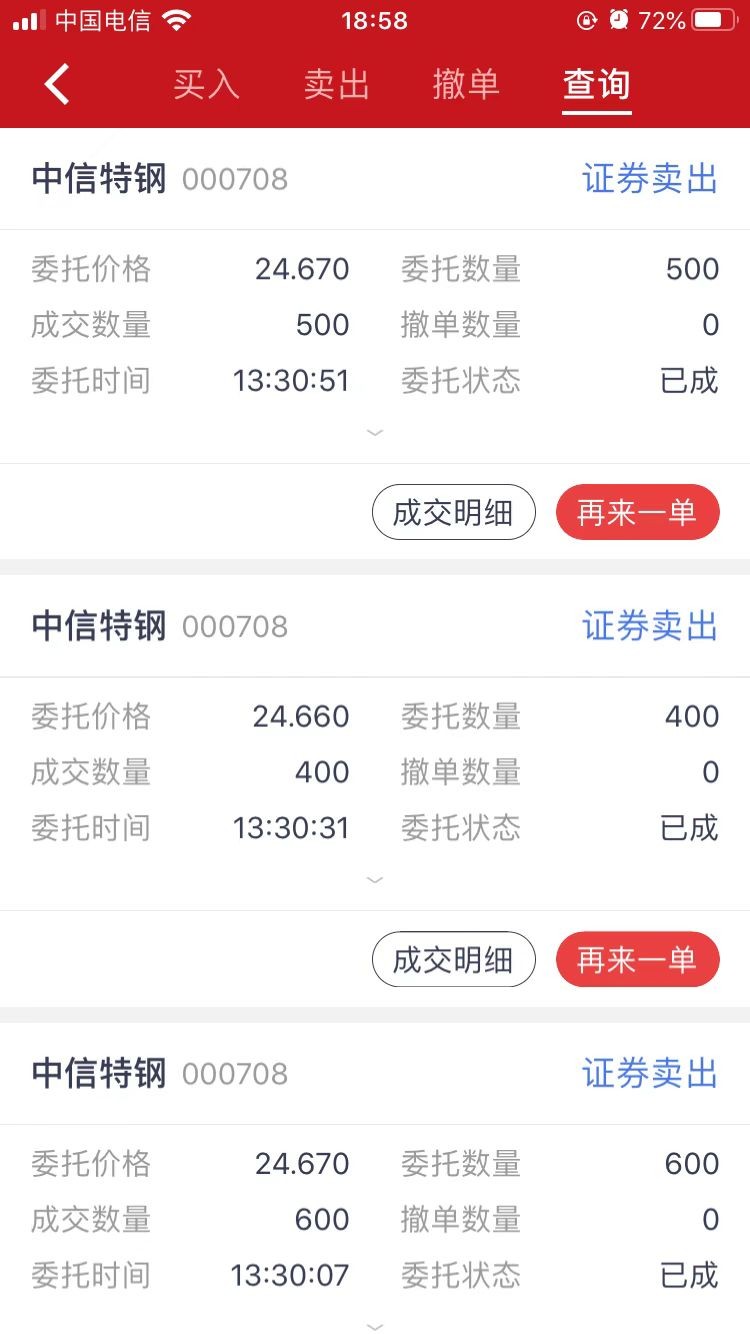 中国电信 18:58 72%
买入 卖出 撤单 查询
中信特钢 000708 证券卖出
委托价格 24.670 委托数量 500
成交数量 500 撤单数量 0
委托时间 13:30:51 委托状态 已成
成交明细 再来一单
中信特钢 000708 证券卖出
委托价格 24.660 委托数量 400
成交数量 400 撤单数量 0
委托时间 13:30:31 委托状态 已成
成交明细 再来一单
中信特钢 000708 证券卖出
委托价格 24.670 委托数量 600
成交数量 600 撤单数量 0
委托时间 13:30:07 委托状态 已成